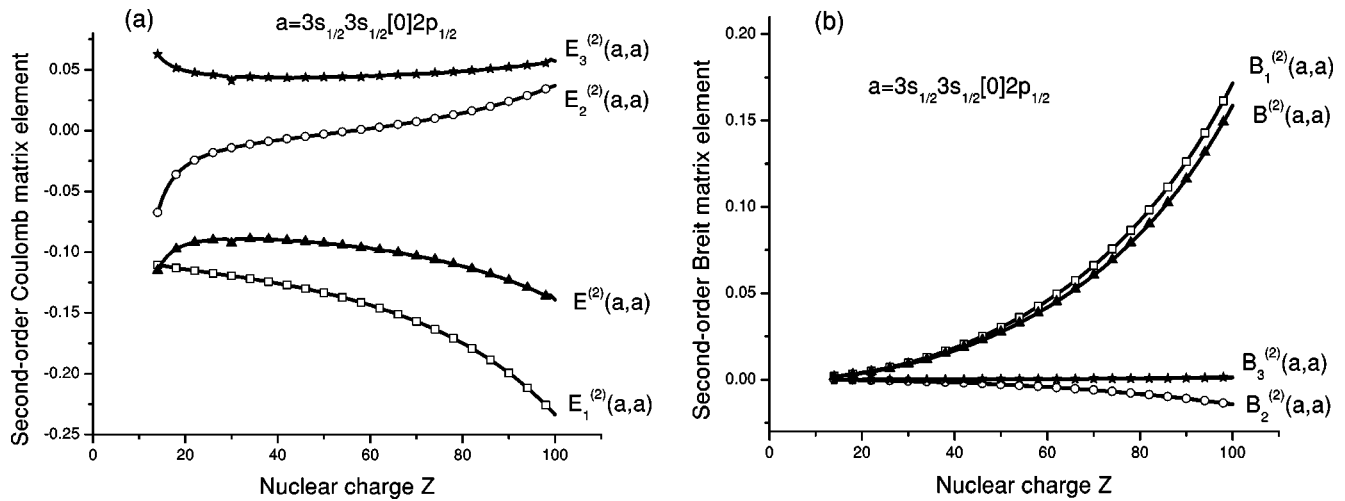 (a)
a=3s1/23s1/2[0]2p1/2
Second-order Coulomb matrix element
0.05
0.00
-0.05
-0.10
-0.15
-0.20
-0.25
E3(2)(a,a)
E2(2)(a,a)
E(2)(a,a)
E1(2)(a,a)
0 20 40 60 80 100
Nuclear charge Z
(b)
a=3s1/23s1/2[0]2p1/2
Second-order Breit matrix element
0.20
0.15
0.10
0.05
0.00
B1(2)(a,a)
B(2)(a,a)
B3(2)(a,a)
B2(2)(a,a)
0 20 40 60 80 100
Nuclear charge Z